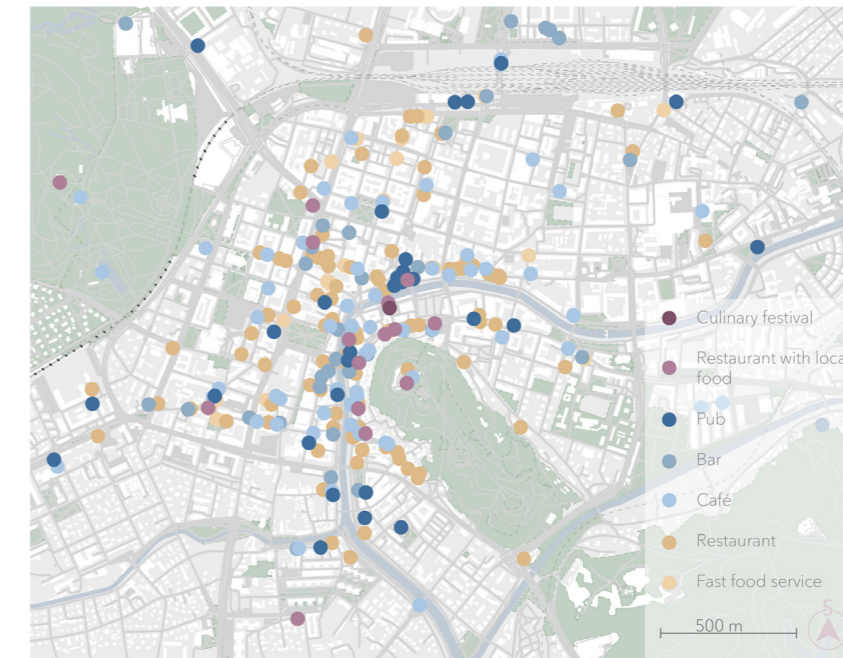 Culinary festival
Restaurant with loca
food
Pub
Bar
Café
Restaurant
Fast food service
500 m
S